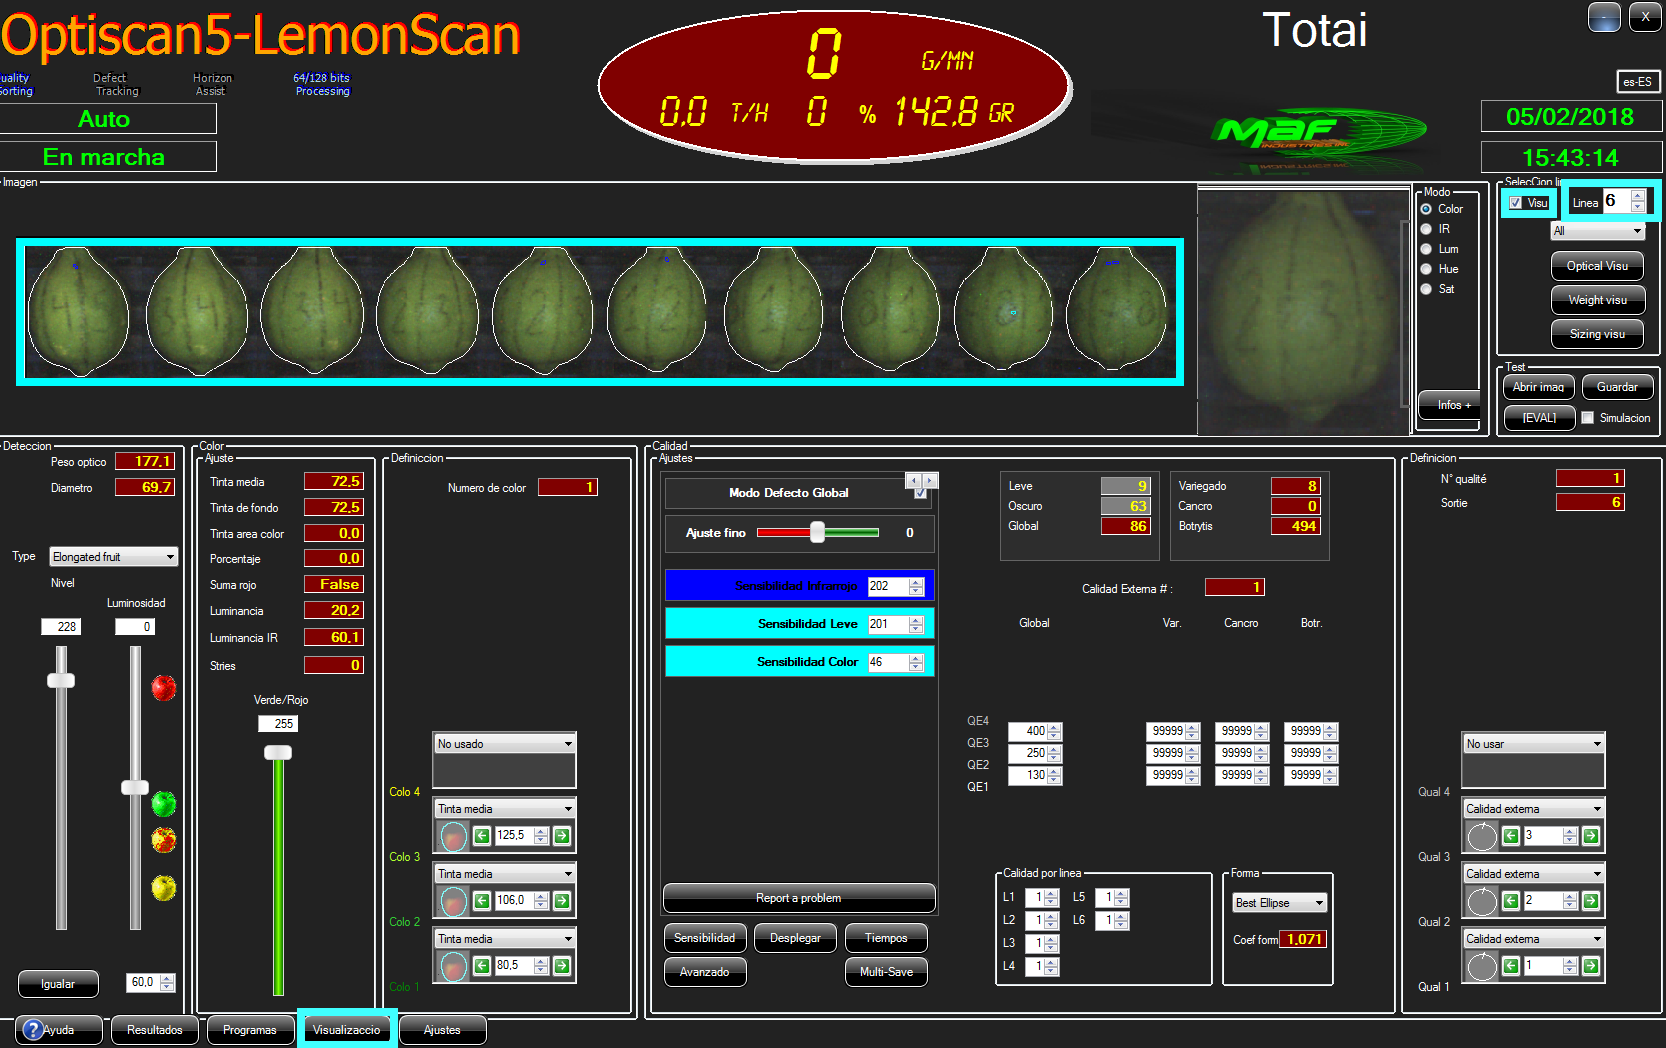 Optiscan5-LemonScan
0
G/MN
Totai
-
X
uality
Sorting
Defect
Tracking
Horizon
Assist
64/128 bits
Processing
es-ES
0,0 T/H 0 % 142,8 GR
Auto
MAF
INDUSTRIES, INC
05/02/2018
En marcha
15:43:14
Imagen
Modo
Color
IR
Lum
Hue
Sat
Infos +
SelecCion li
Visu
Linea 6
All
Optical Visu
Weight visu
Sizing visu
Test
Abrir imaq
Guardar
[EVAL]
Simulacion
Deteccion
Peso optico 177,1
Diametro 69,7
Type Elongated fruit
Nivel
Luminosidad
228
0
Igualar
60,0
Color
Ajuste
Tinta media 72,5
Tinta de fondo 72,5
Tinta area color 0,0
Porcentaje 0,0
Suma rojo False
Luminancia 20,2
Luminancia IR 60,1
Stries 0
Verde/Rojo
255
Definiccion
Numero de color 1
No usado
Colo 4
Tinta media
125,5
Colo 3
Tinta media
106,0
Colo 2
Tinta media
80,5
Colo 1
Calidad
Ajustes
Modo Defecto Global
Ajuste fino 0
Sensibilidad Infrarrojo 202
Sensibilidad Leve 201
Sensibilidad Color 46
Report a problem
Sensibilidad
Desplegar
Tiempos
Avanzado
Multi-Save
Leve 9
Oscuro 63
Global 86
Variegado 8
Cancro 0
Botrytis 494
Calidad Externa # : 1
Global
Var.
Cancro
Botr.
QE4
400 99999 99999 99999
QE3
250 99999 99999 99999
QE2
130 99999 99999 99999
QE1
Calidad por linea
L1 1 L5 1
L2 1 L6 1
L3 1
L4 1
Forma
Best Ellipse
Coef form 1,071
Definicion
N° qualité 1
Sortie 6
No usar
Qual 4
Calidad externa
3
Qual 3
Calidad externa
2
Qual 2
Calidad externa
1
Qual 1
? Ayuda
Resultados
Programas
Visualizaccio
Ajustes